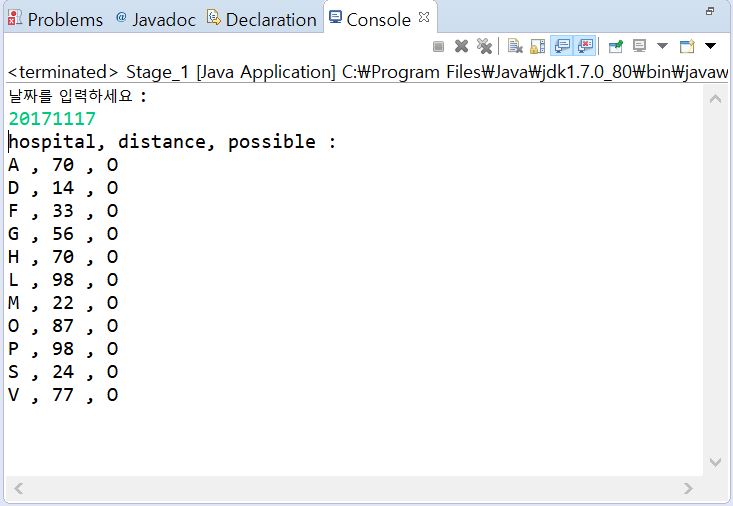 Problems @ Javadoc Declaration Console
<terminated> Stage_1 [Java Application] C:₩Program Files₩Java₩jdk1.7.0_80₩bin₩javaw
날짜를 입력하세요 :
20171117
hospital, distance, possible :
A , 70 , O
D , 14 , O
F , 33 , O
G , 56 , O
H , 70 , O
L , 98 , O
M , 22 , O
O , 87 , O
P , 98 , O
S , 24 , O
V , 77 , O